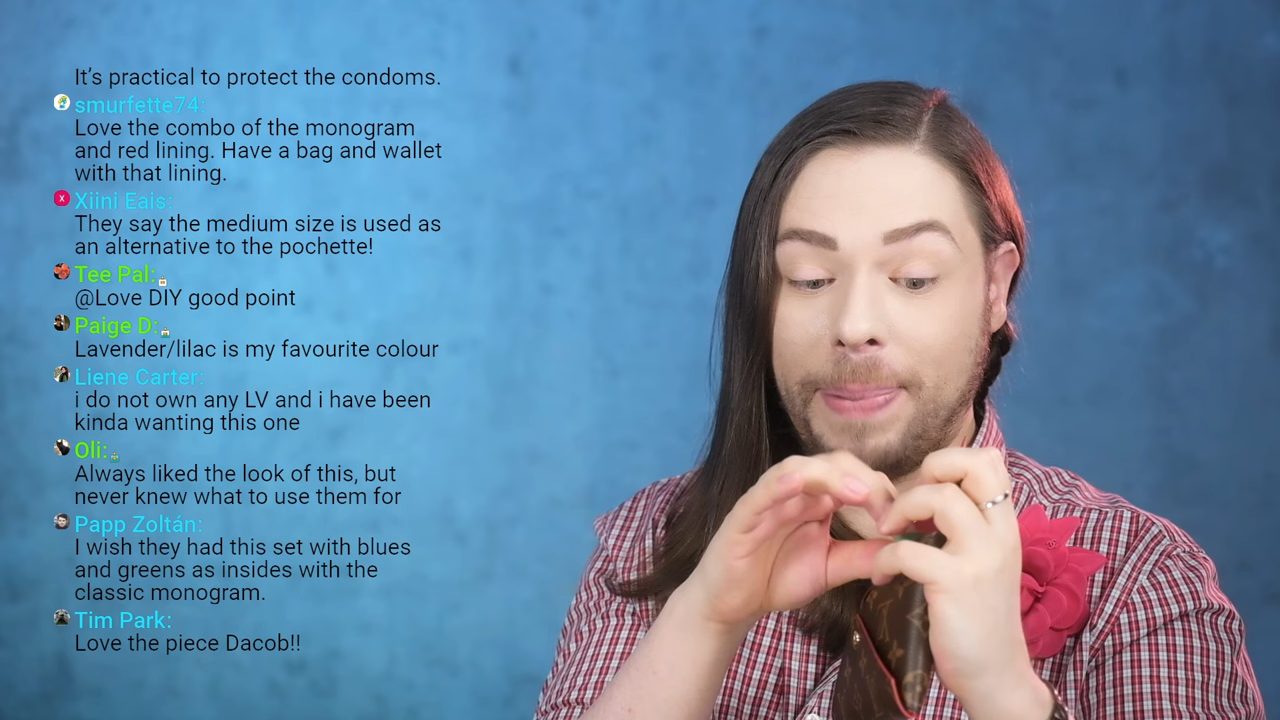 It's practical to protect the condoms.
smurfette74:
Love the combo of the monogram
and red lining. Have a bag and wallet
with that lining.
X
Xiini Eais:
They say the medium size is used as
an alternative to the pochette!
Tee Pal:
@Love DIY good point
Paige D:
Lavender/lilac is my favourite colour
Liene Carter:
i do not own any LV and i have been
kinda wanting this one
Oli:
Always liked the look of this, but
never knew what to use them for
Papp Zoltán:
I wish they had this set with blues
and greens as insides with the
classic monogram.
Tim Park:
Love the piece Dacob!!